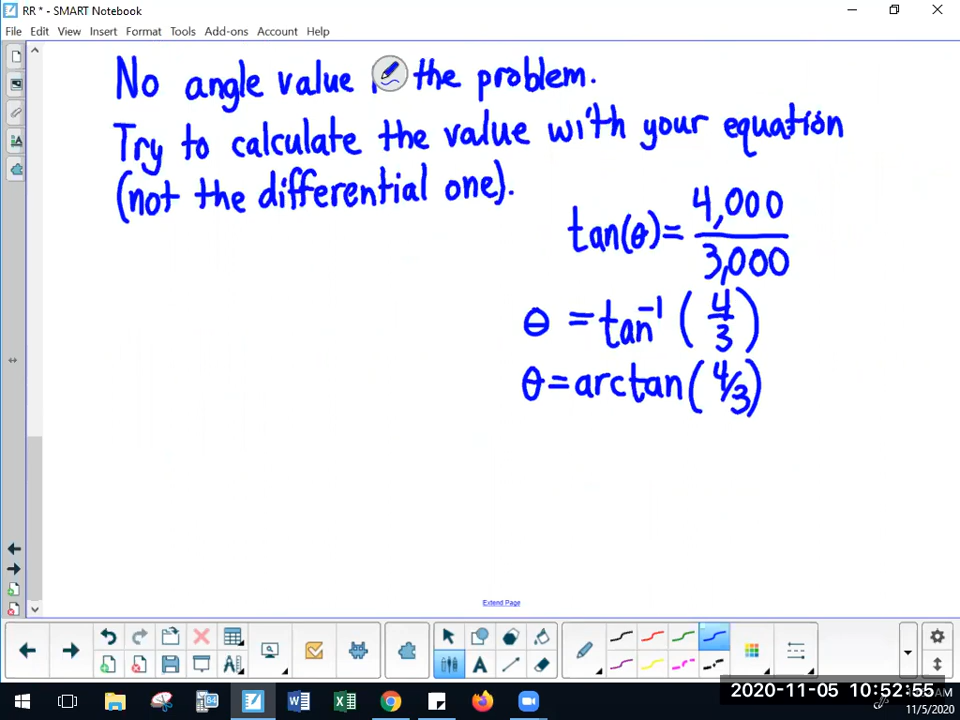 RR * - SMART Notebook
File Edit View Insert Format Tools Add-ons Account Help
No angle value the problem.
Try to calculate the value with your equation
(not the differential one).
tan(θ)= 4,000/3,000
θ = tan⁻¹ (4/3)
θ = arctan(4/3)
Extend Page
2020-11-05 10:52:55
11/5/2020